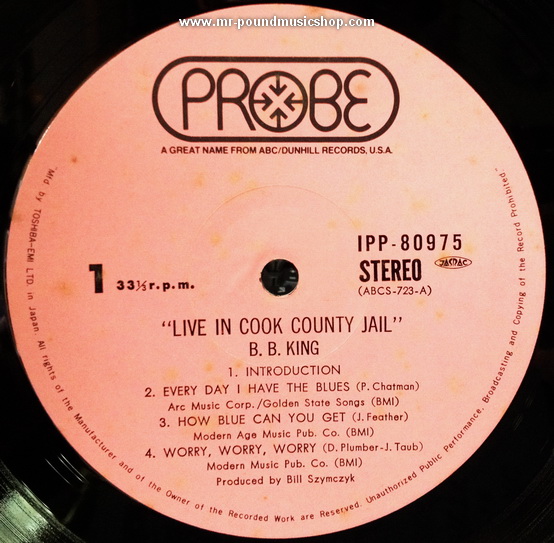 www.mr-poundmusicshop.com
PROBE
A GREAT NAME FROM ABC/DUNHILL RECORDS, U.S.A.
IPP-80975
STEREO
JASRAC
(ABCS-723-A)
1 33⅓ r.p.m.
"LIVE IN COOK COUNTY JAIL"
B. B. KING
1. INTRODUCTION
2. EVERY DAY I HAVE THE BLUES (P. Chatman)
Arc Music Corp./Golden State Songs (BMI)
3. HOW BLUE CAN YOU GET (J. Feather)
Modern Age Music Pub. Co. (BMI)
4. WORRY, WORRY, WORRY (D. Plumber-J. Taub)
Modern Music Pub. Co. (BMI)
Produced by Bill Szymczyk
Mfd by TOSHIBA-EMI LTD. in Japan. All rights of the Manufacturer and of the Owner of the Recorded Work are Reserved. Unauthorized Public Performance, Broadcasting and Copying of the Record Prohibited.